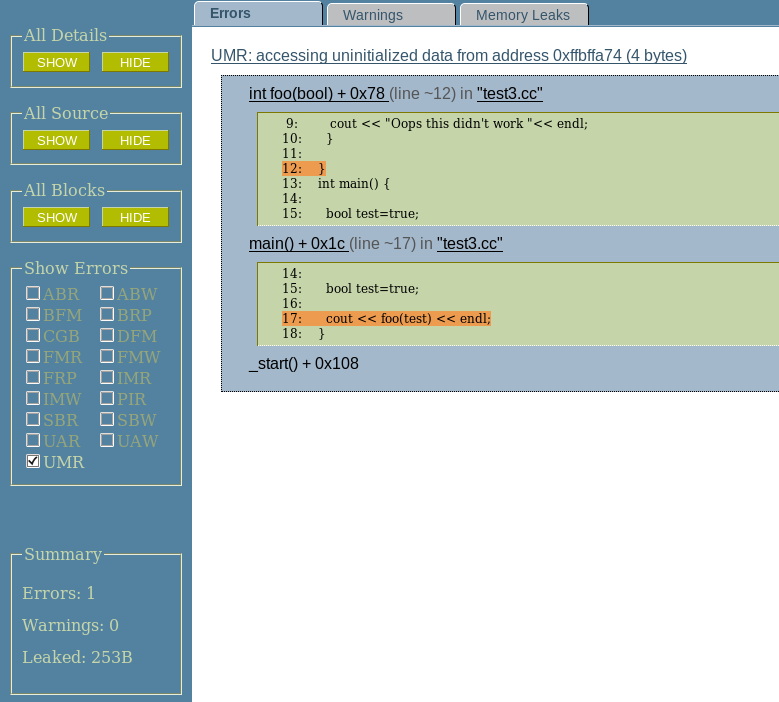 Errors
Warnings
Memory Leaks
All Details
SHOW HIDE
All Source
SHOW HIDE
All Blocks
SHOW HIDE
Show Errors
ABR ABW
BFM BRP
CGB DFM
FMR FMW
FRP IMR
IMW PIR
SBR SBW
UAR UAW
UMR
Summary
Errors: 1
Warnings: 0
Leaked: 253B
UMR: accessing uninitialized data from address 0xffbffa74 (4 bytes)
int foo(bool) + 0x78 (line ~12) in "test3.cc"
9: cout << "Oops this didn't work "<< endl;
10: }
11:
12: }
13: int main() {
14:
15: bool test=true;
main() + 0x1c (line ~17) in "test3.cc"
14:
15: bool test=true;
16:
17: cout << foo(test) << endl;
18: }
_start() + 0x108